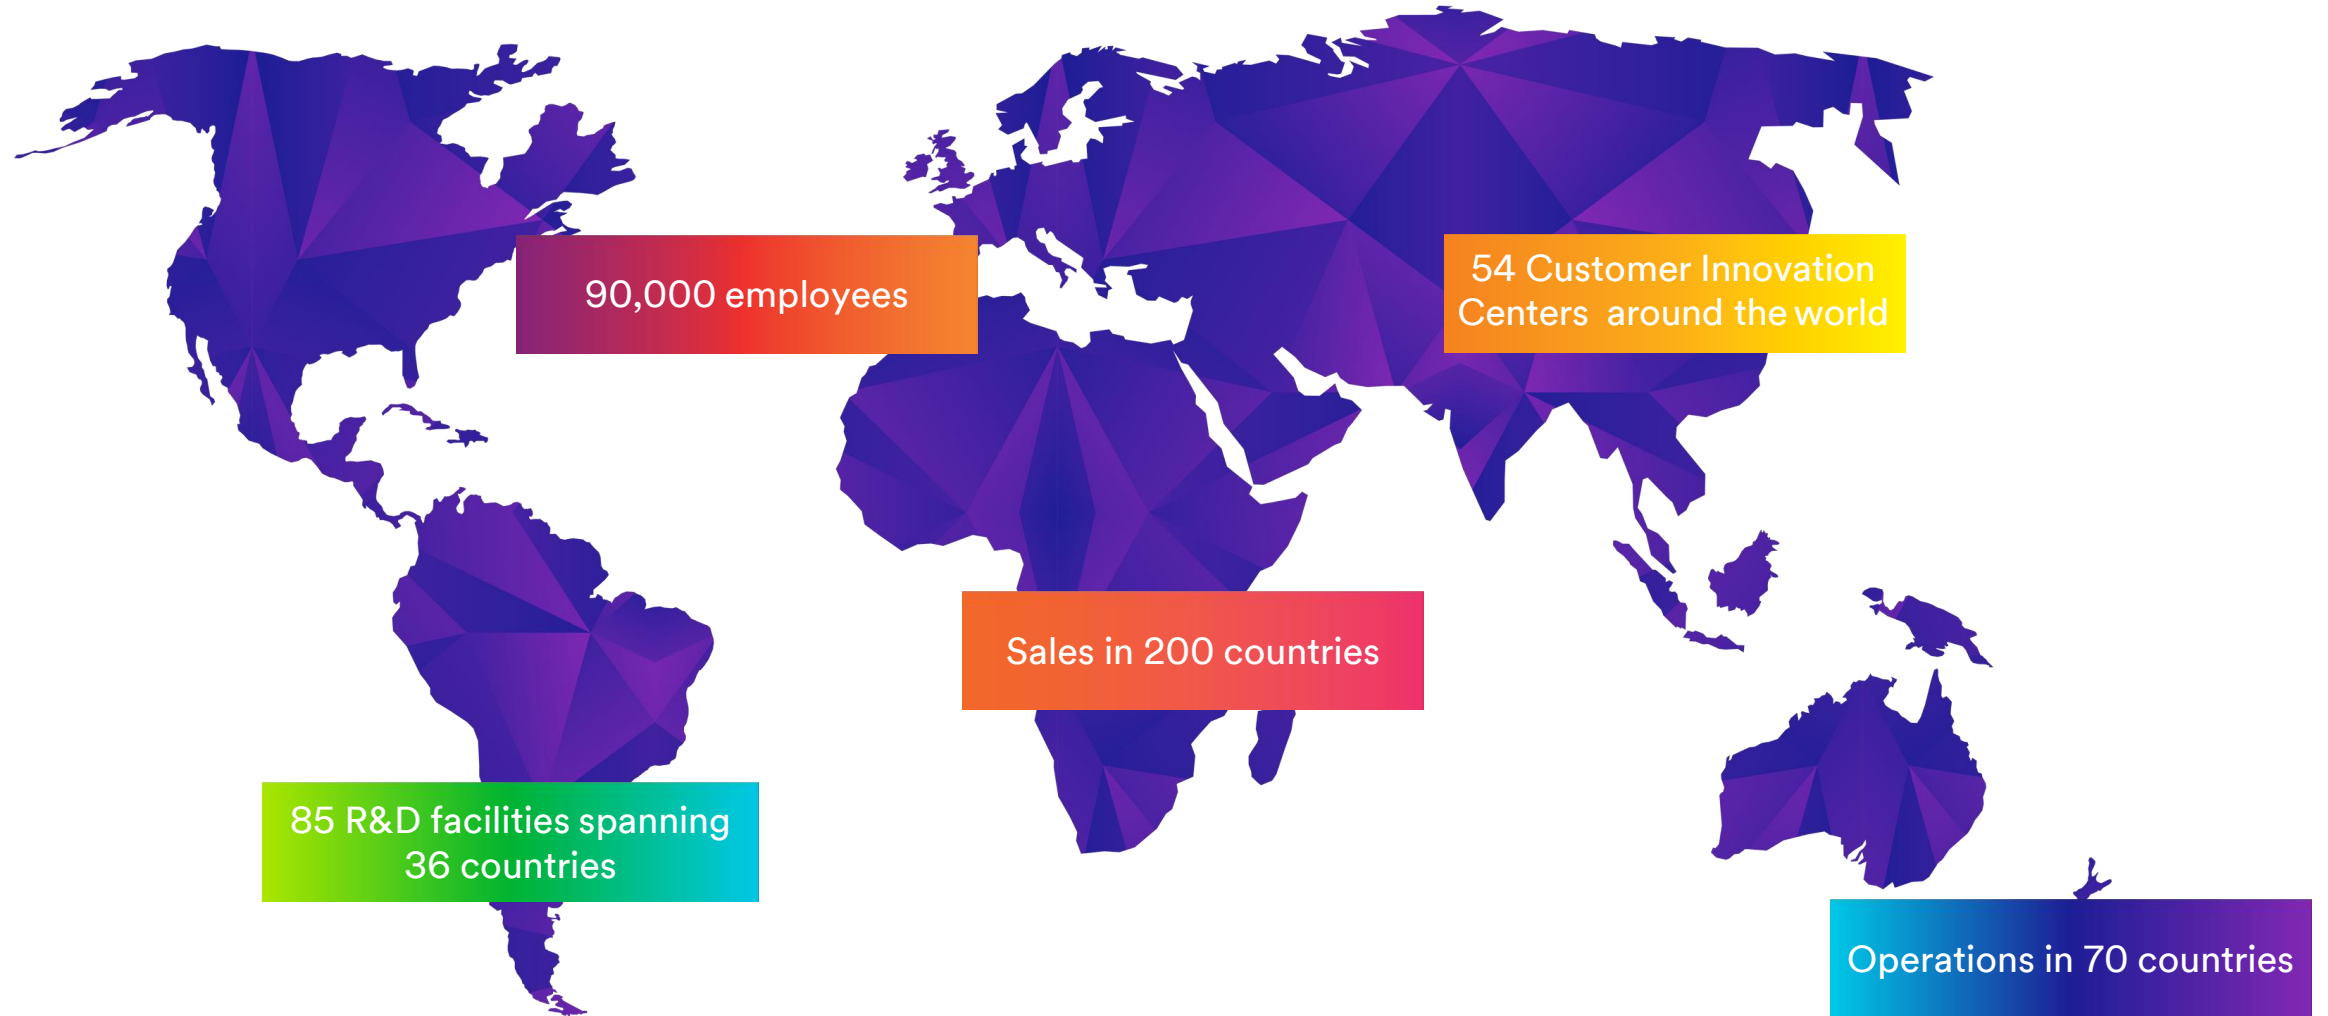 90,000 employees
54 Customer Innovation
Centers around the world
Sales in 200 countries
85 R&D facilities spanning
36 countries
Operations in 70 countries